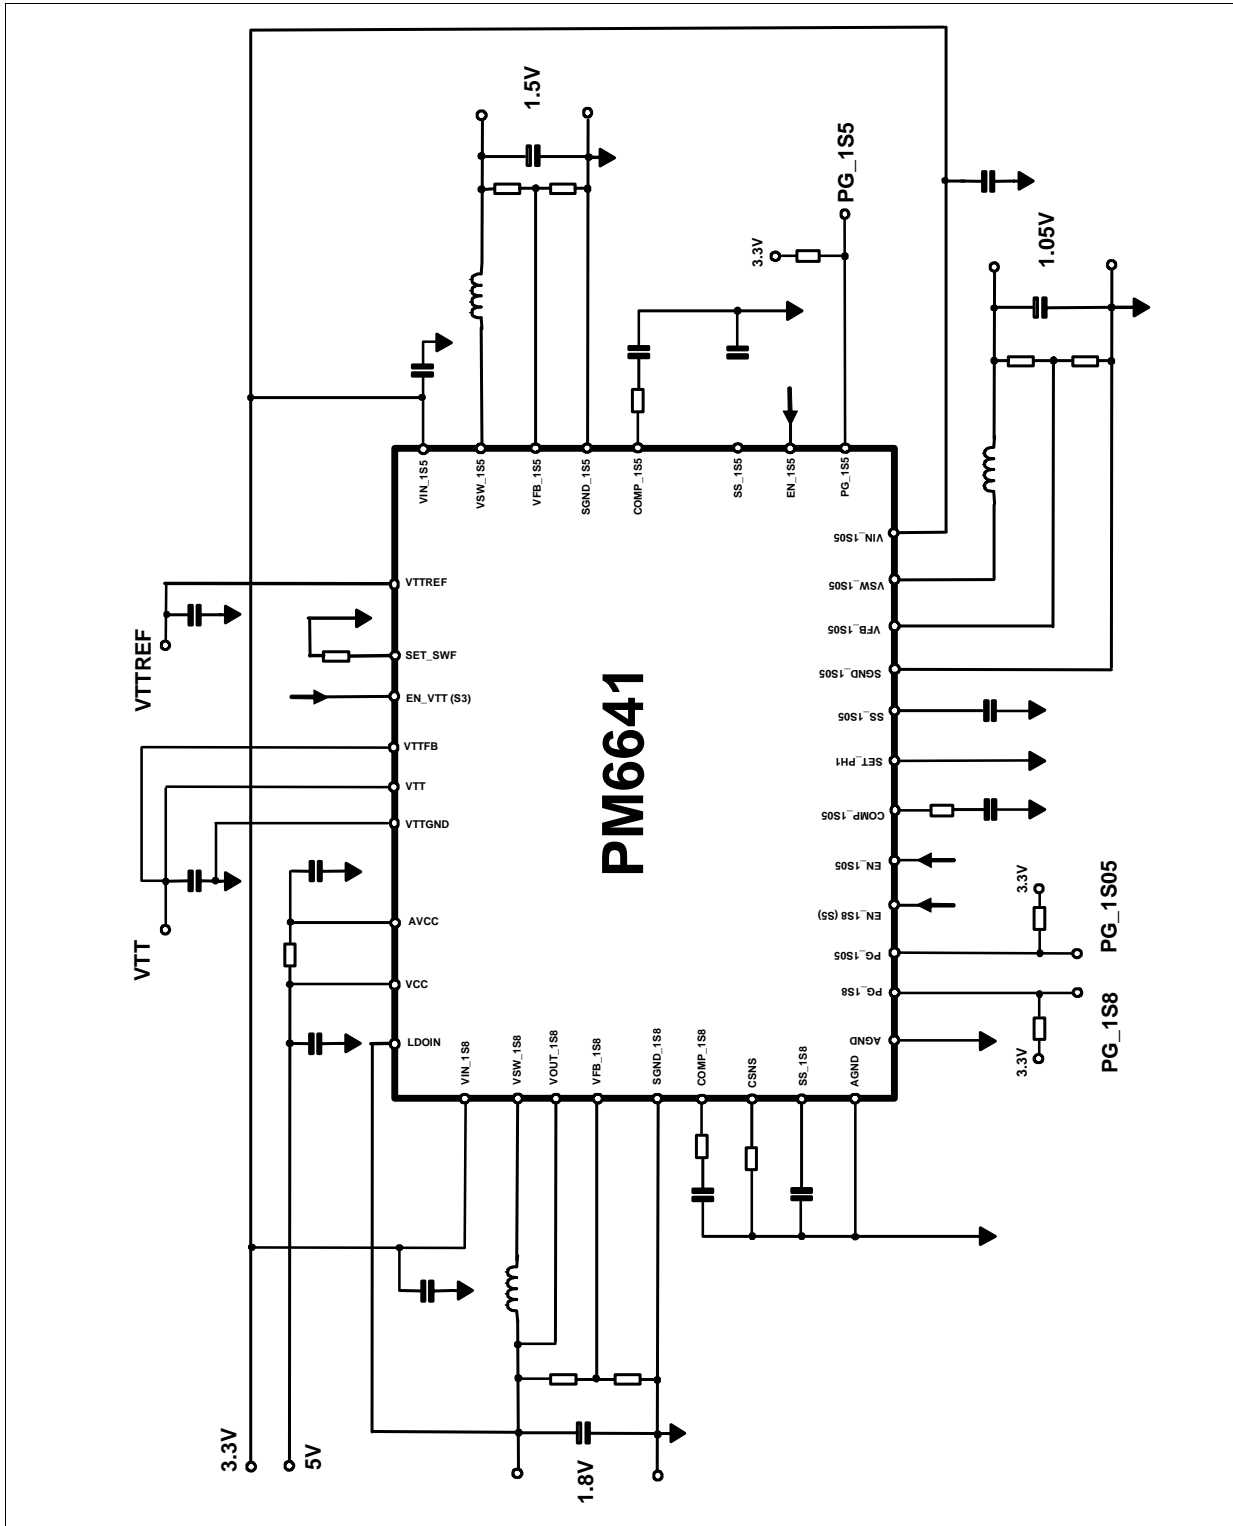 1.5V
PG_1S5
3.3V
1.05V
VIN_1S5
VSW_1S5
VFB_1S5
SGND_1S5
COMP_1S5
SS_1S5
EN_1S5
PG_1S5
VTTREF
VTTREF
SET_SWF
EN_VTT (S3)
VTTFB
VTT
VTTGND
VTT
AVCC
VCC
LDOIN
PM6641
VIN_1S05
VSW_1S05
VFB_1S05
SGND_1S05
SS_1S05
SET_PH1
COMP_1S05
EN_1S05
EN_1S8 (S5)
PG_1S05
PG_1S8
AGND
3.3V
PG_1S05
3.3V
PG_1S8
VIN_1S8
VSW_1S8
VOUT_1S8
VFB_1S8
SGND_1S8
COMP_1S8
CSNS
SS_1S8
AGND
3.3V
5V
1.8V